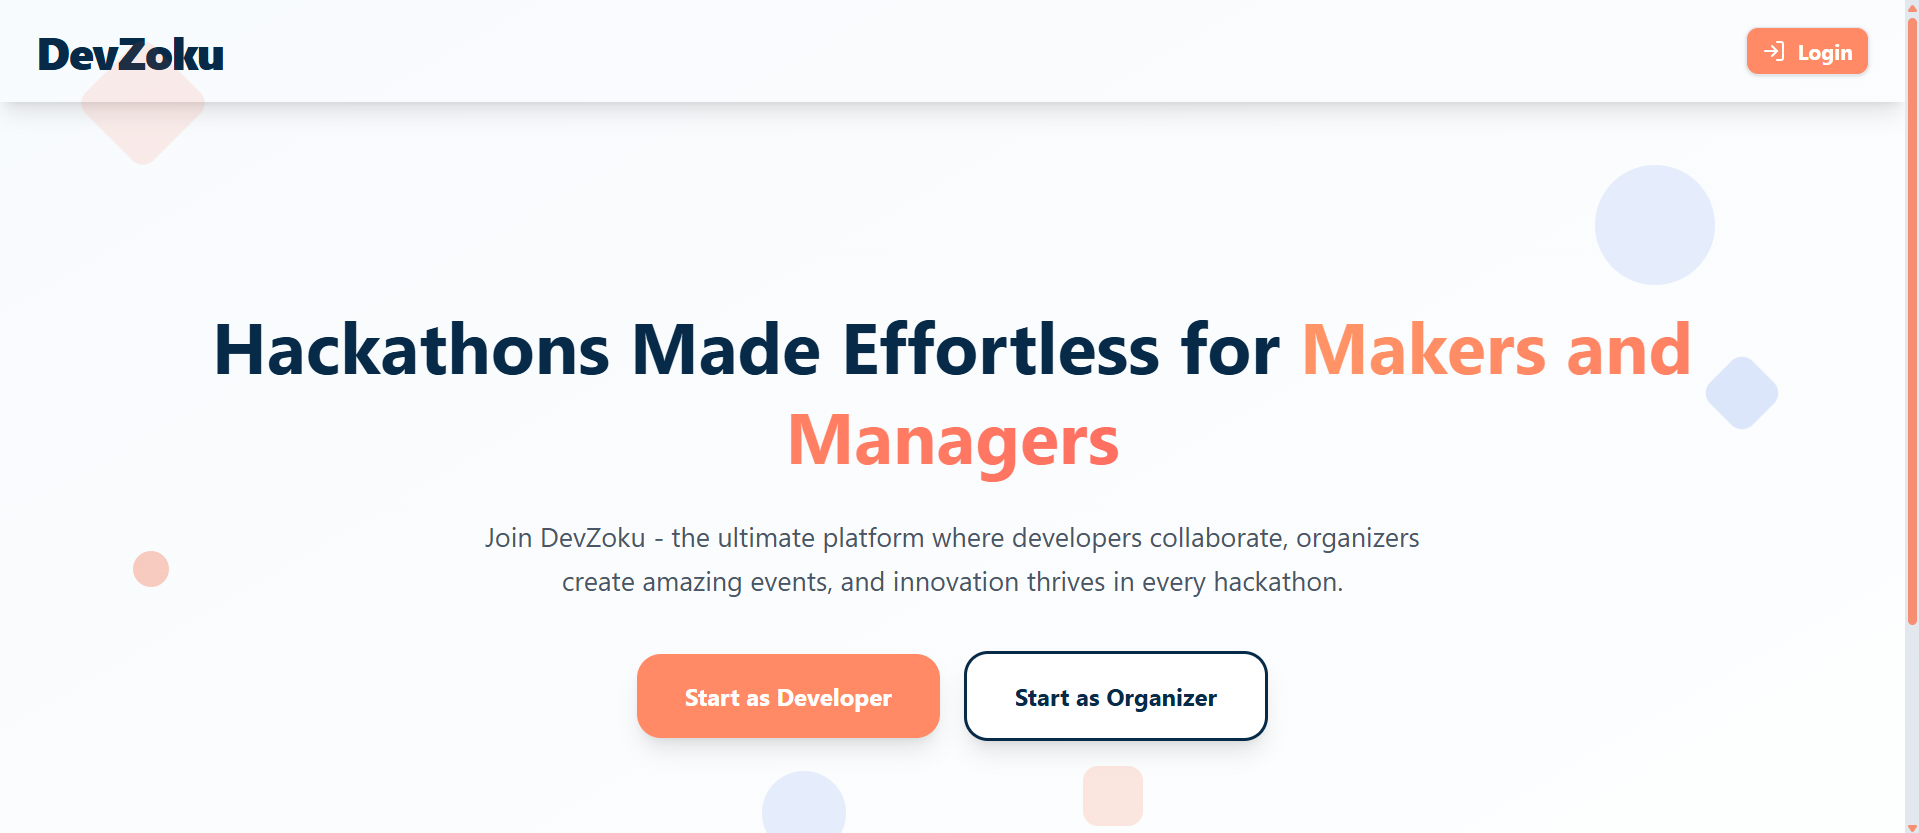 DevZoku
Login
Hackathons Made Effortless for Makers and
Managers
Join DevZoku - the ultimate platform where developers collaborate, organizers
create amazing events, and innovation thrives in every hackathon.
Start as Developer
Start as Organizer